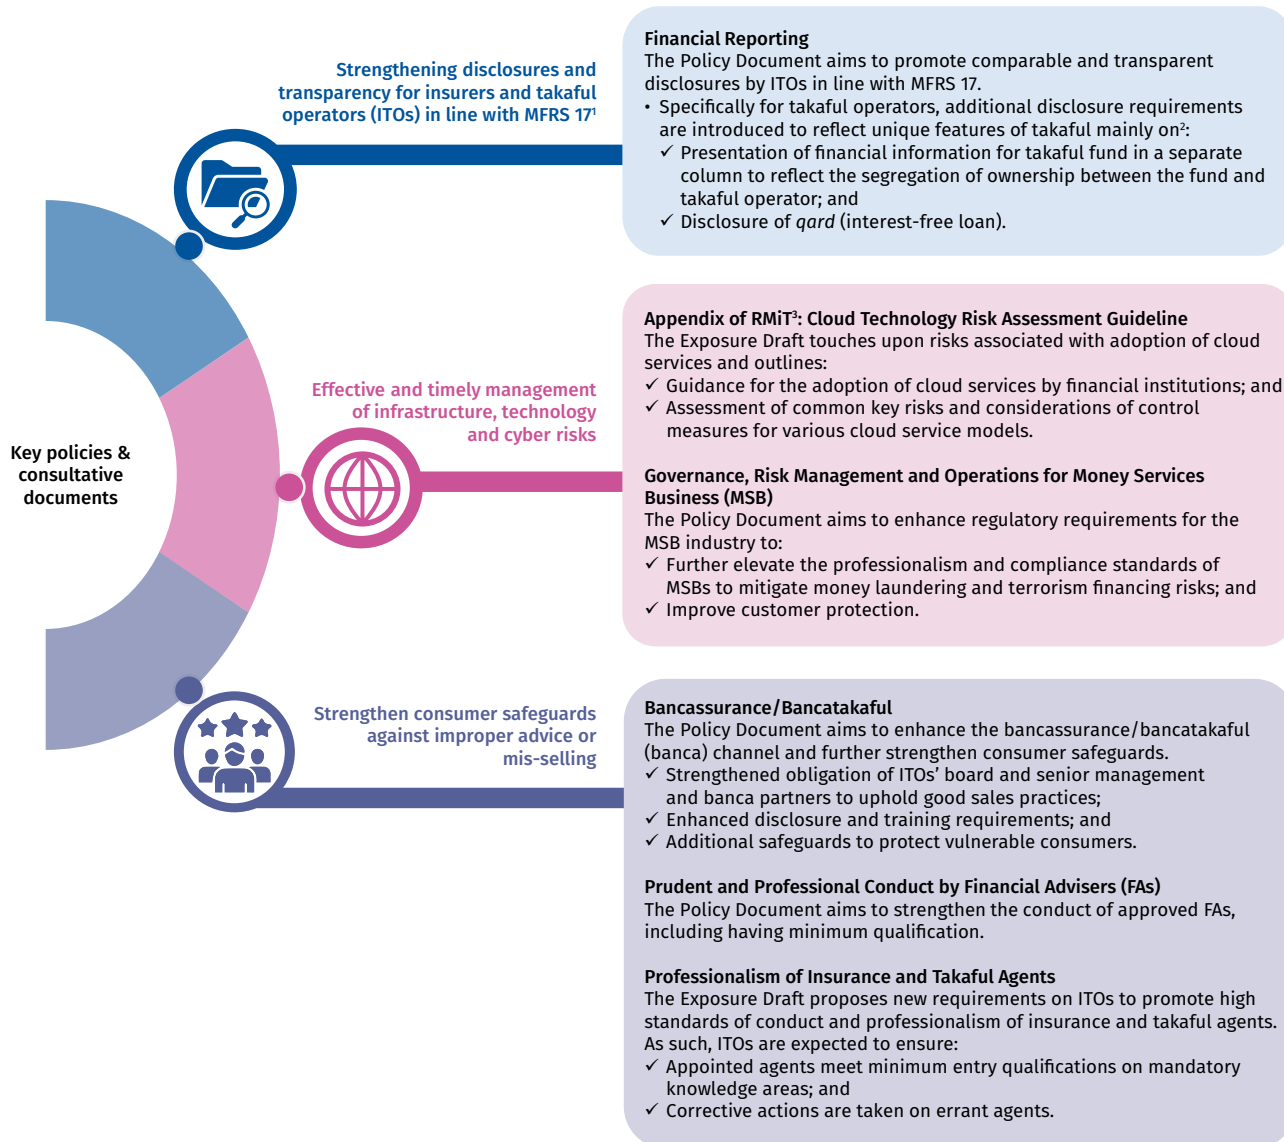 Key policies &
consultative
documents
Strengthening disclosures and
transparency for insurers and takaful
operators (ITOs) in line with MFRS 17¹
Financial Reporting
The Policy Document aims to promote comparable and transparent
disclosures by ITOs in line with MFRS 17.
• Specifically for takaful operators, additional disclosure requirements
are introduced to reflect unique features of takaful mainly on²:
✓ Presentation of financial information for takaful fund in a separate
column to reflect the segregation of ownership between the fund and
takaful operator; and
✓ Disclosure of qard (interest-free loan).
Effective and timely management
of infrastructure, technology
and cyber risks
Appendix of RMiT³: Cloud Technology Risk Assessment Guideline
The Exposure Draft touches upon risks associated with adoption of cloud
services and outlines:
✓ Guidance for the adoption of cloud services by financial institutions; and
✓ Assessment of common key risks and considerations of control
measures for various cloud service models.
Governance, Risk Management and Operations for Money Services
Business (MSB)
The Policy Document aims to enhance regulatory requirements for the
MSB industry to:
✓ Further elevate the professionalism and compliance standards of
MSBs to mitigate money laundering and terrorism financing risks; and
✓ Improve customer protection.
Strengthen consumer safeguards
against improper advice or
mis-selling
Bancassurance/Bancatakaful
The Policy Document aims to enhance the bancassurance/bancatakaful
(banca) channel and further strengthen consumer safeguards.
✓ Strengthened obligation of ITOs' board and senior management
and banca partners to uphold good sales practices;
✓ Enhanced disclosure and training requirements; and
✓ Additional safeguards to protect vulnerable consumers.
Prudent and Professional Conduct by Financial Advisers (FAs)
The Policy Document aims to strengthen the conduct of approved FAs,
including having minimum qualification.
Professionalism of Insurance and Takaful Agents
The Exposure Draft proposes new requirements on ITOs to promote high
standards of conduct and professionalism of insurance and takaful agents.
As such, ITOs are expected to ensure:
✓ Appointed agents meet minimum entry qualifications on mandatory
knowledge areas; and
✓ Corrective actions are taken on errant agents.